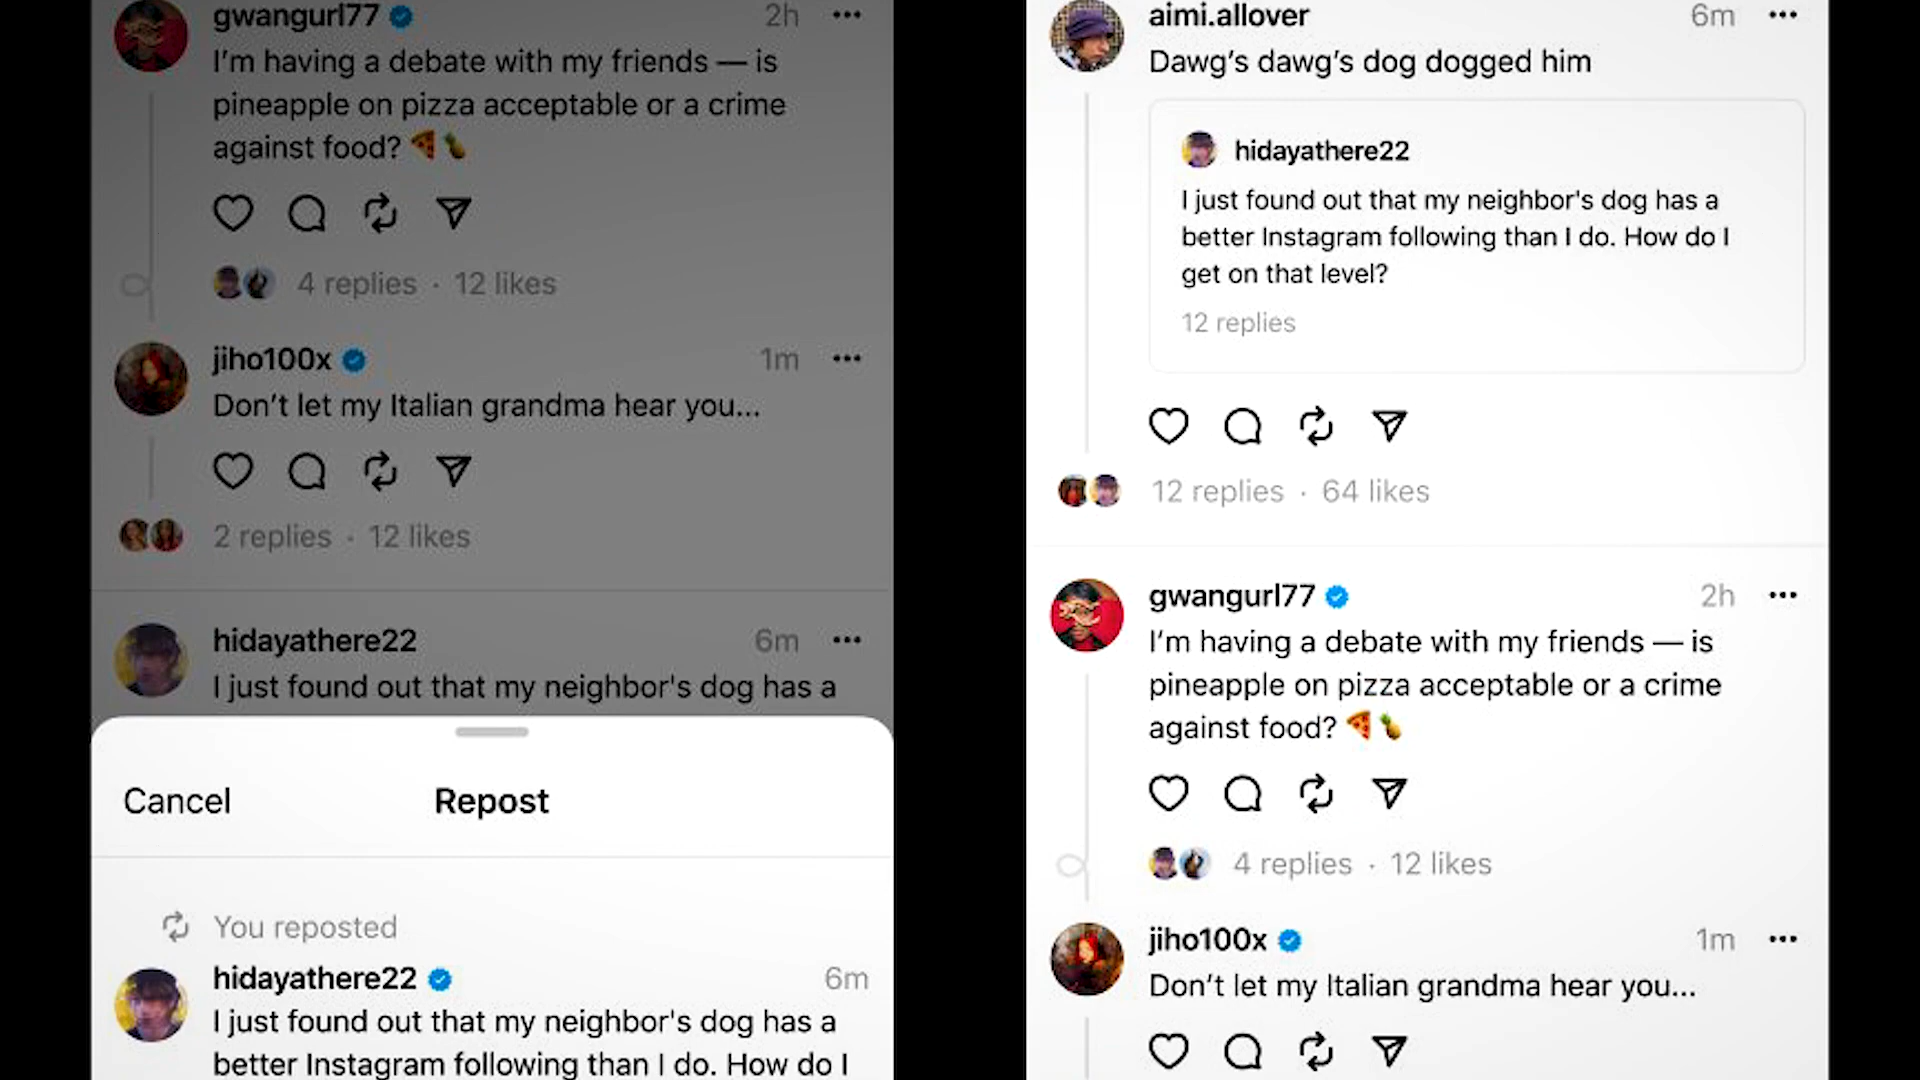 gwangurl77
2h
I’m having a debate with my friends — is
pineapple on pizza acceptable or a crime
against food? 🍕🍍
4 replies · 12 likes
jiho100x
1m
Don’t let my Italian grandma hear you...
2 replies · 12 likes
hidayathere22
6m
I just found out that my neighbor's dog has a
Cancel
Repost
You reposted
hidayathere22
6m
I just found out that my neighbor's dog has a
better Instagram following than I do. How do I
aimi.allover
6m
Dawg’s dawg’s dog dogged him
hidayathere22
I just found out that my neighbor's dog has a
better Instagram following than I do. How do I
get on that level?
12 replies
12 replies · 64 likes
gwangurl77
2h
I’m having a debate with my friends — is
pineapple on pizza acceptable or a crime
against food? 🍕🍍
4 replies · 12 likes
jiho100x
1m
Don’t let my Italian grandma hear you...